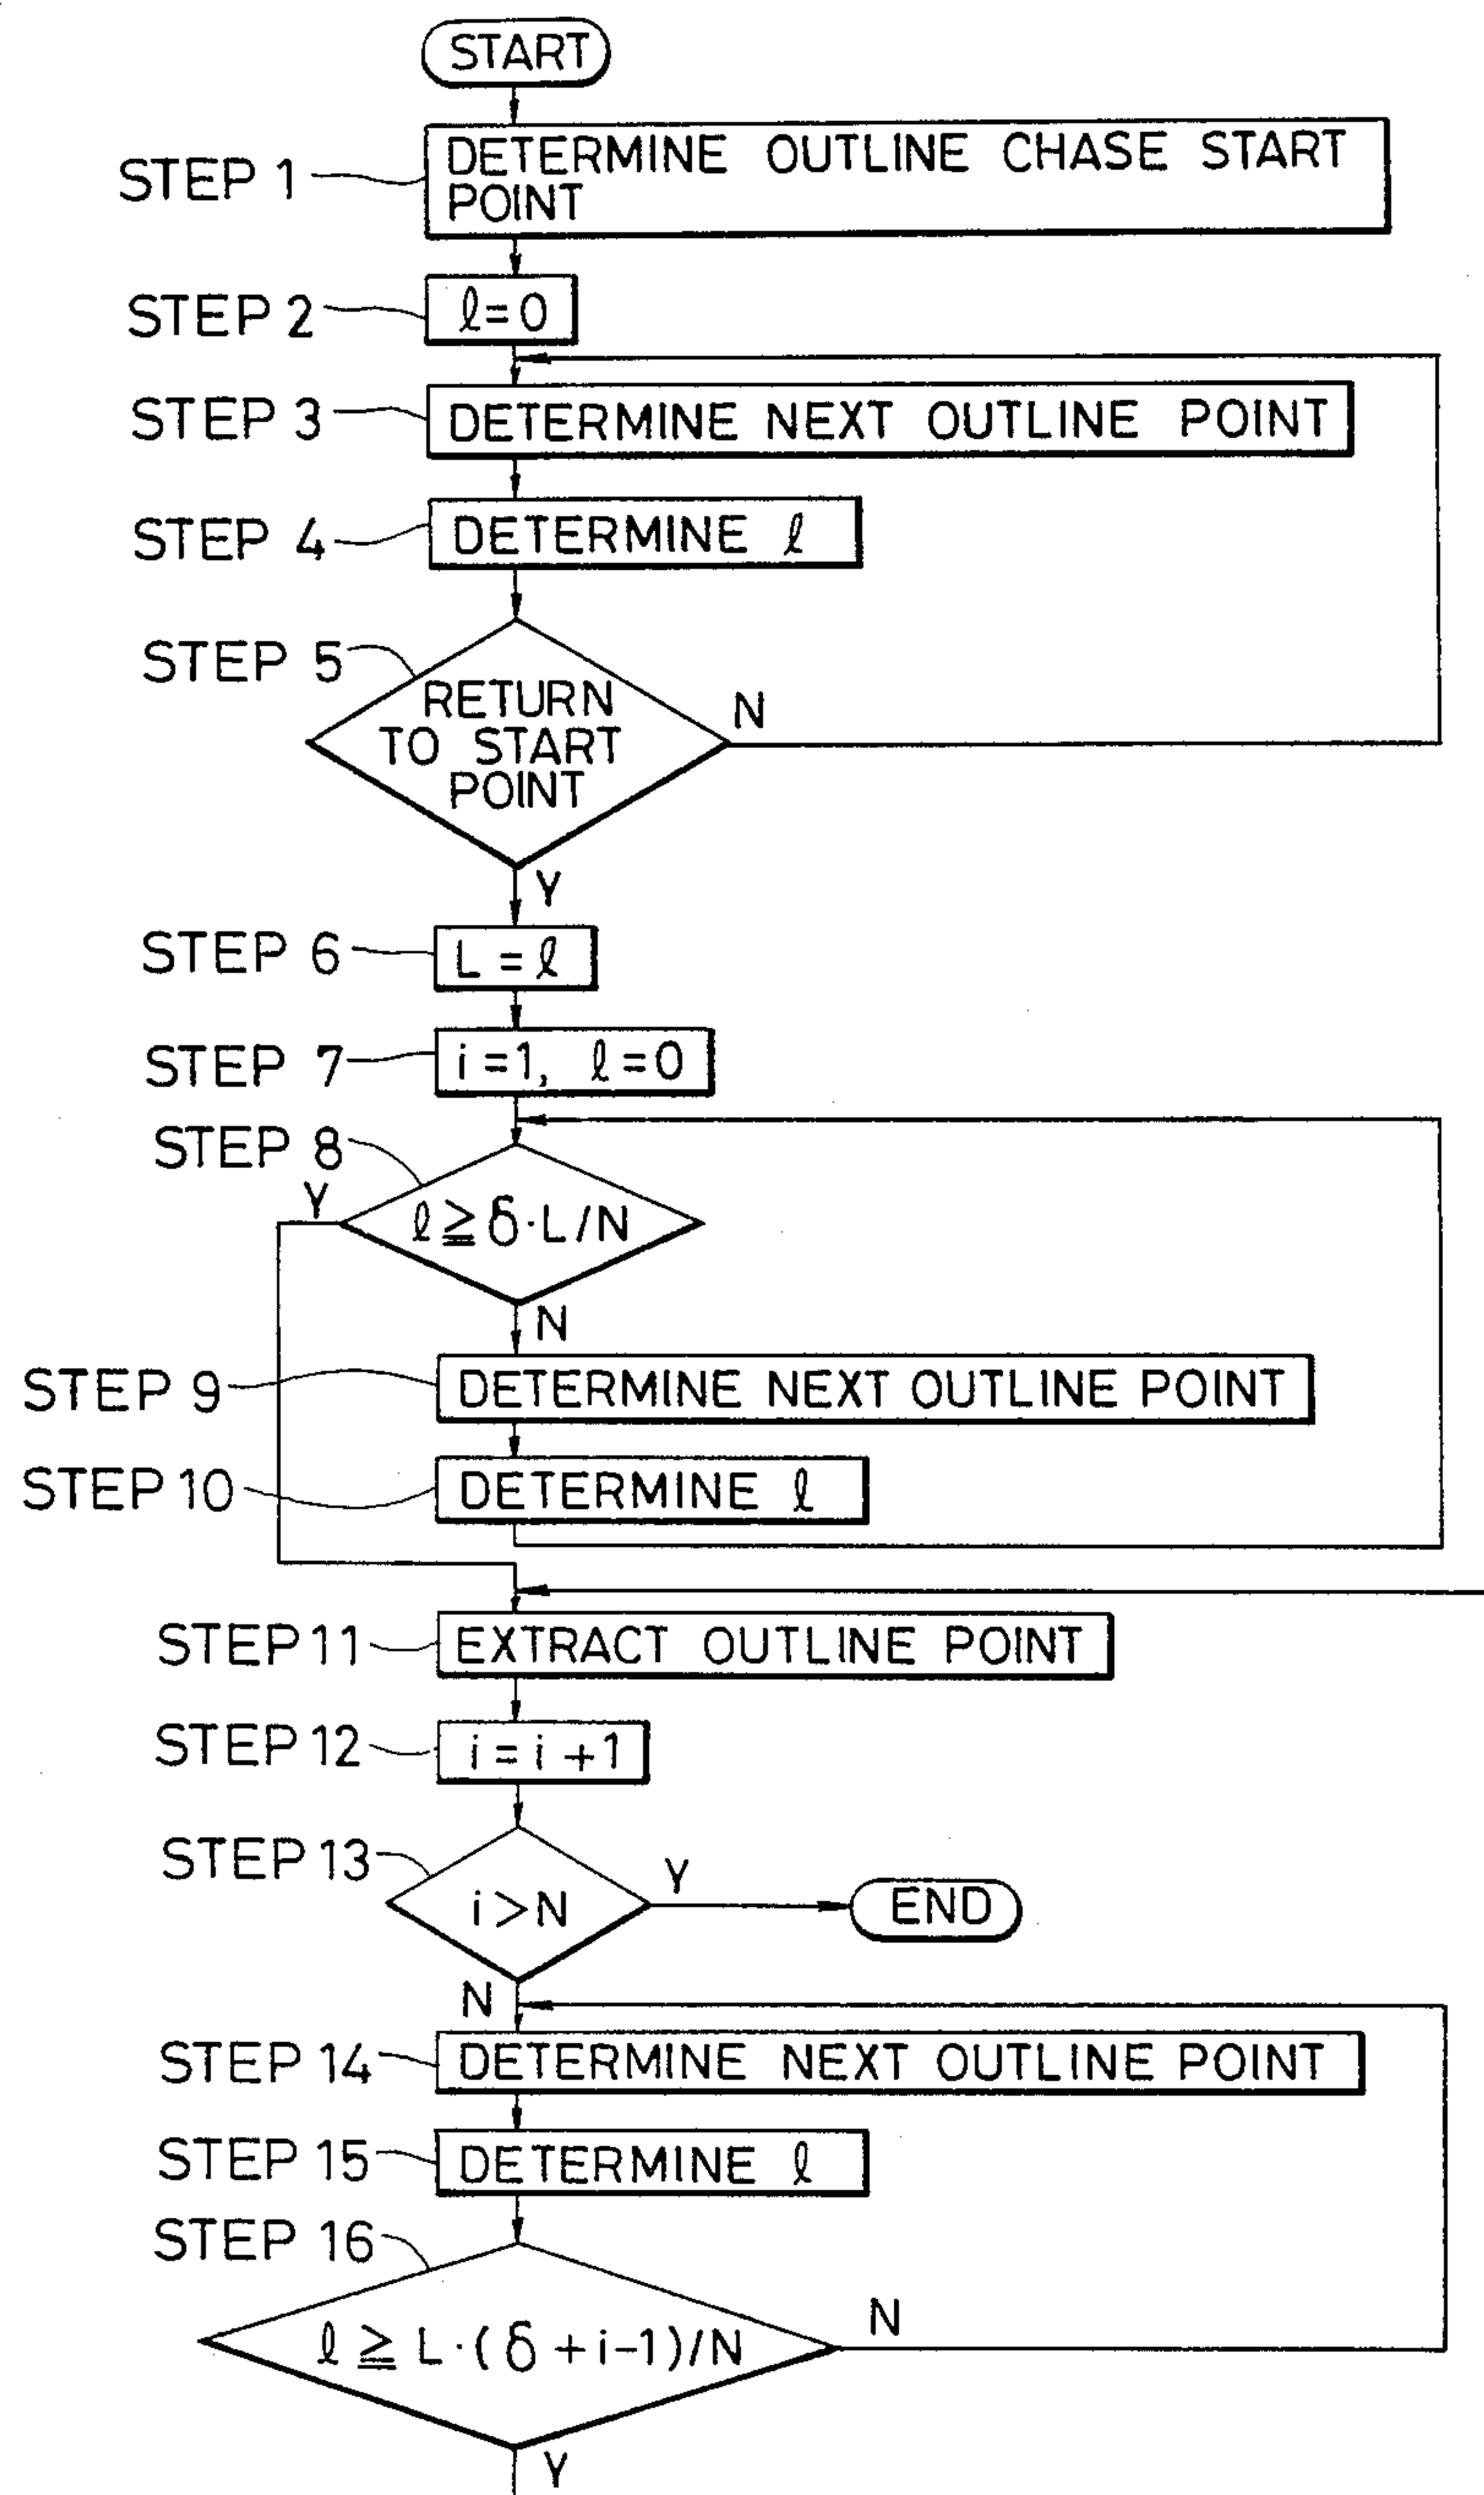 START
STEP 1
DETERMINE OUTLINE CHASE START
POINT
STEP 2
ℓ=0
STEP 3
DETERMINE NEXT OUTLINE POINT
STEP 4
DETERMINE ℓ
STEP 5
RETURN
TO START
POINT
N
Y
STEP 6
L=ℓ
STEP 7
i=1, ℓ=0
STEP 8
Y
ℓ≧δ·L/N
N
STEP 9
DETERMINE NEXT OUTLINE POINT
STEP 10
DETERMINE ℓ
STEP 11
EXTRACT OUTLINE POINT
STEP 12
i=i+1
STEP 13
i>N
Y
END
N
STEP 14
DETERMINE NEXT OUTLINE POINT
STEP 15
DETERMINE ℓ
STEP 16
ℓ≧L·(δ+i-1)/N
N
Y